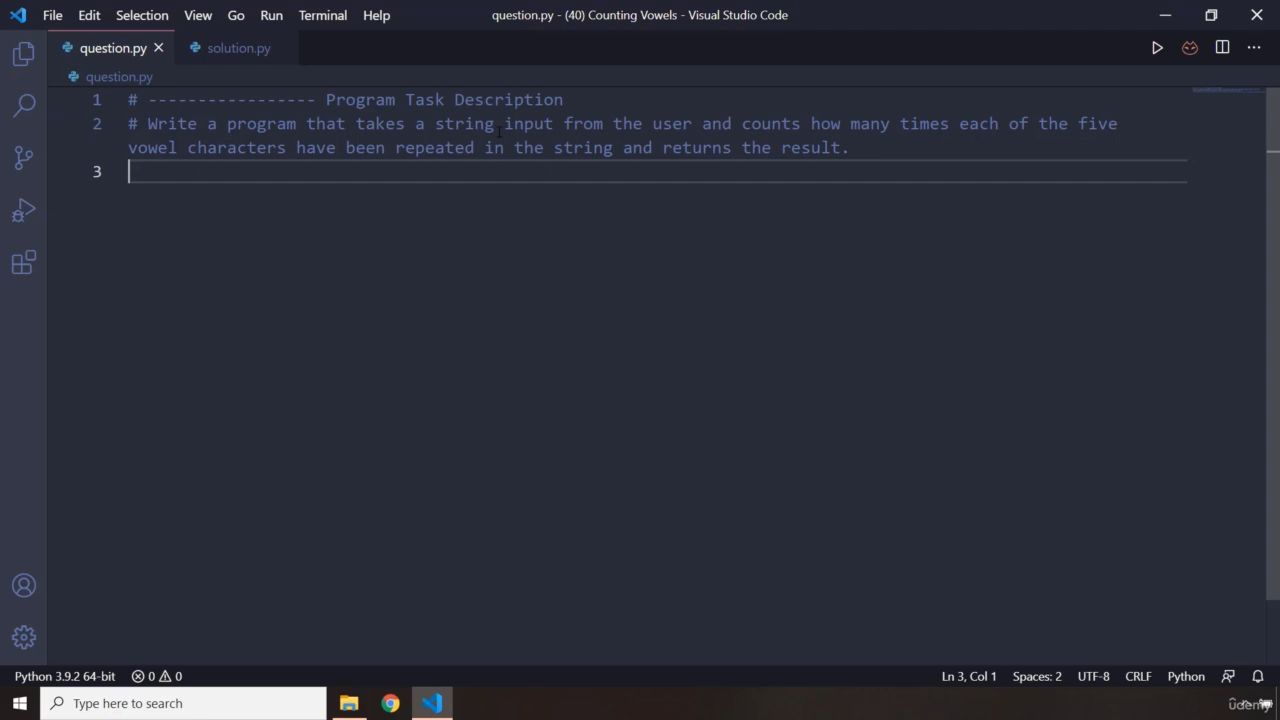 File Edit Selection View Go Run Terminal Help question.py - (40) Counting Vowels - Visual Studio Code
question.py solution.py
question.py
1 # ----------------- Program Task Description
2 # Write a program that takes a string input from the user and counts how many times each of the five
vowel characters have been repeated in the string and returns the result.
3
Python 3.9.2 64-bit 0 0 Ln 3, Col 1 Spaces: 2 UTF-8 CRLF Python
Type here to search
udemy